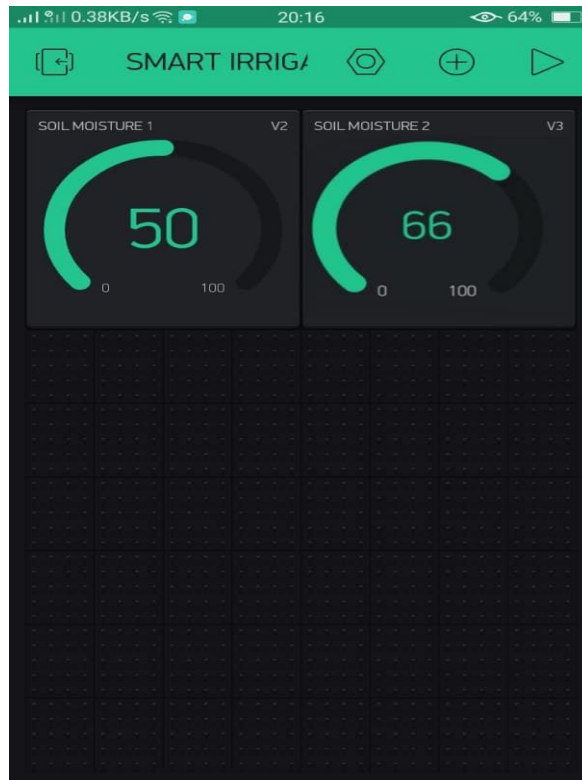 0.38KB/s 20:16 64%
SMART IRRIGA
SOIL MOISTURE 1 V2 SOIL MOISTURE 2 V3
50 66
0 100 0 100